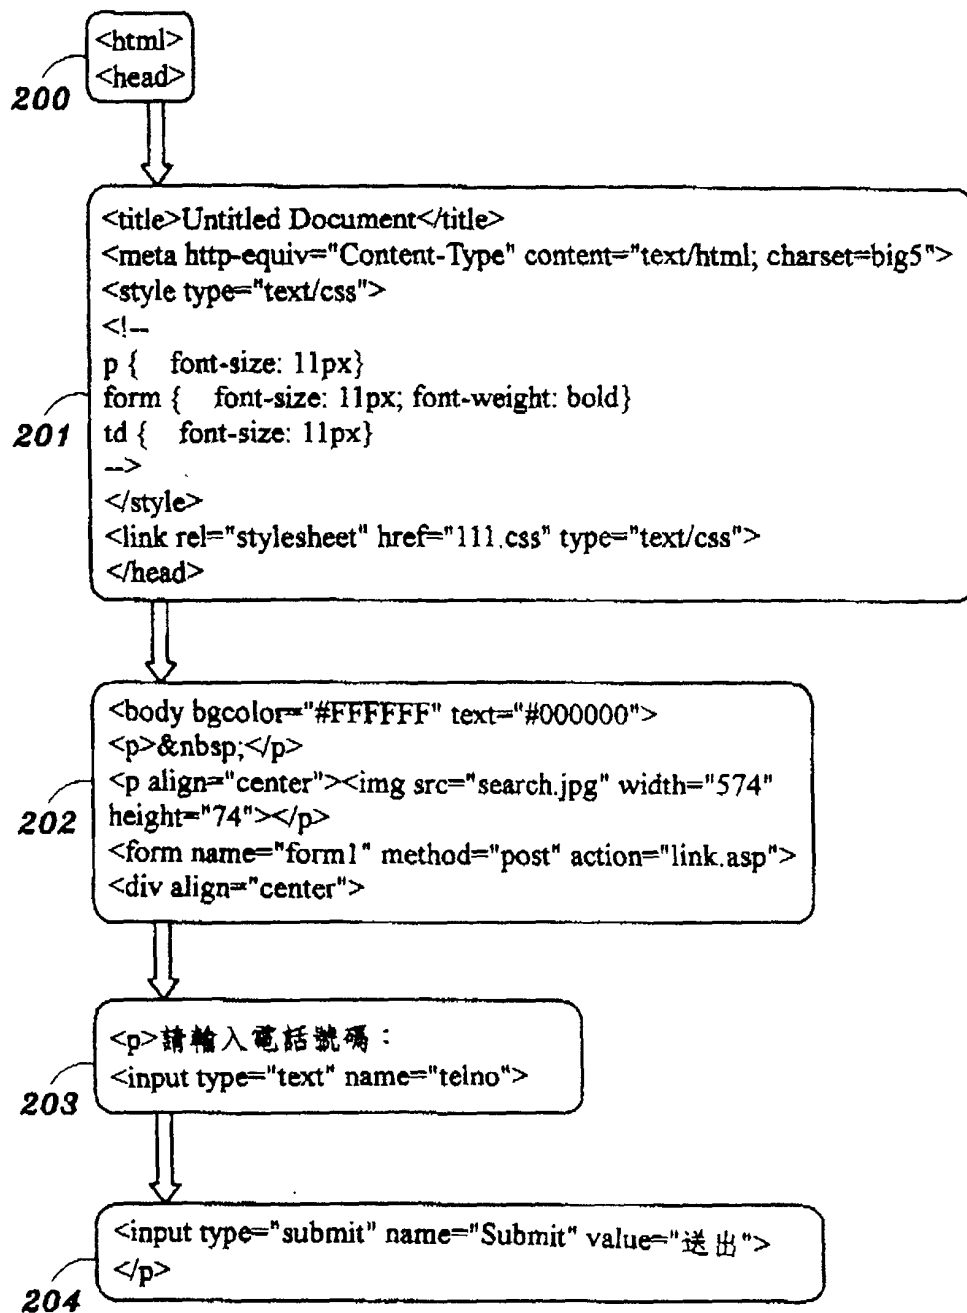 <html>
<head>
200
<title>Untitled Document</title>
<meta http-equiv="Content-Type" content="text/html; charset=big5">
<style type="text/css">
<!--
p {   font-size: 11px}
form {   font-size: 11px; font-weight: bold}
td {   font-size: 11px}
-->
</style>
<link rel="stylesheet" href="111.css" type="text/css">
</head>
201
<body bgcolor="#FFFFFF" text="#000000">
<p>&nbsp;</p>
<p align="center"><img src="search.jpg" width="574"
height="74"></p>
<form name="form1" method="post" action="link.asp">
<div align="center">
202
<p>請輸入電話號碼：
<input type="text" name="telno">
203
<input type="submit" name="Submit" value="送出">
</p>
204